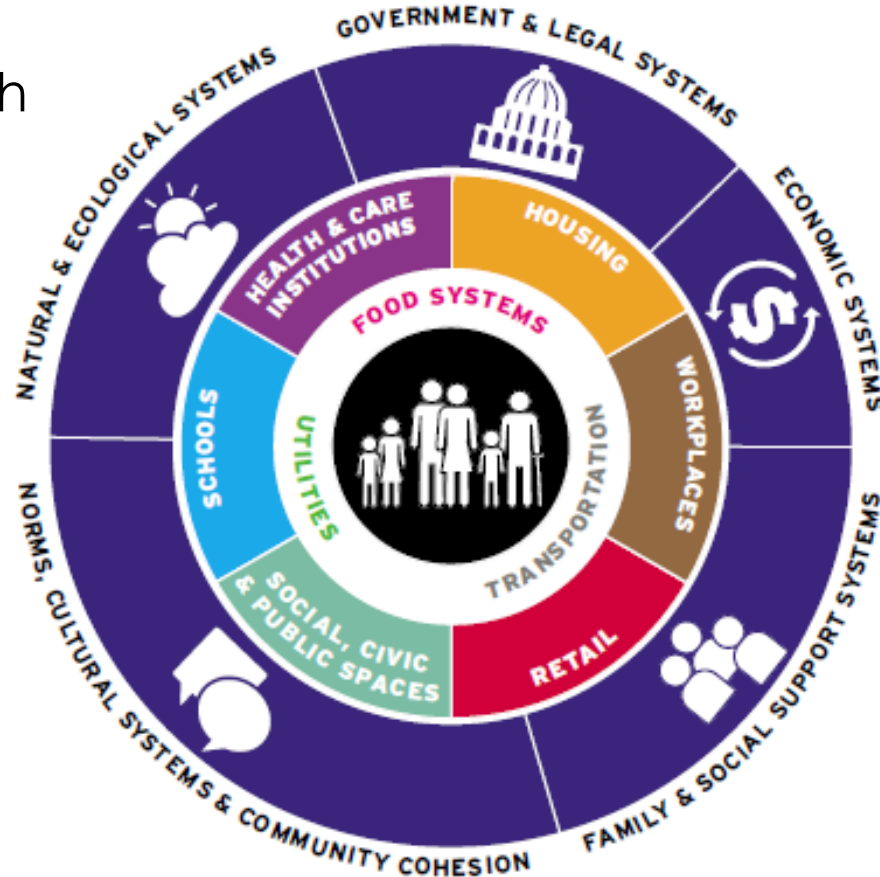 h
GOVERNMENT & LEGAL SYSTEMS
ECONOMIC SYSTEMS
FAMILY & SOCIAL SUPPORT SYSTEMS
NORMS, CULTURAL SYSTEMS & COMMUNITY COHESION
NATURAL & ECOLOGICAL SYSTEMS
HEALTH & CARE
INSTITUTIONS
HOUSING
WORKPLACES
RETAIL
SOCIAL, CIVIC
& PUBLIC SPACES
SCHOOLS
FOOD SYSTEMS
TRANSPORTATION
UTILITIES
$